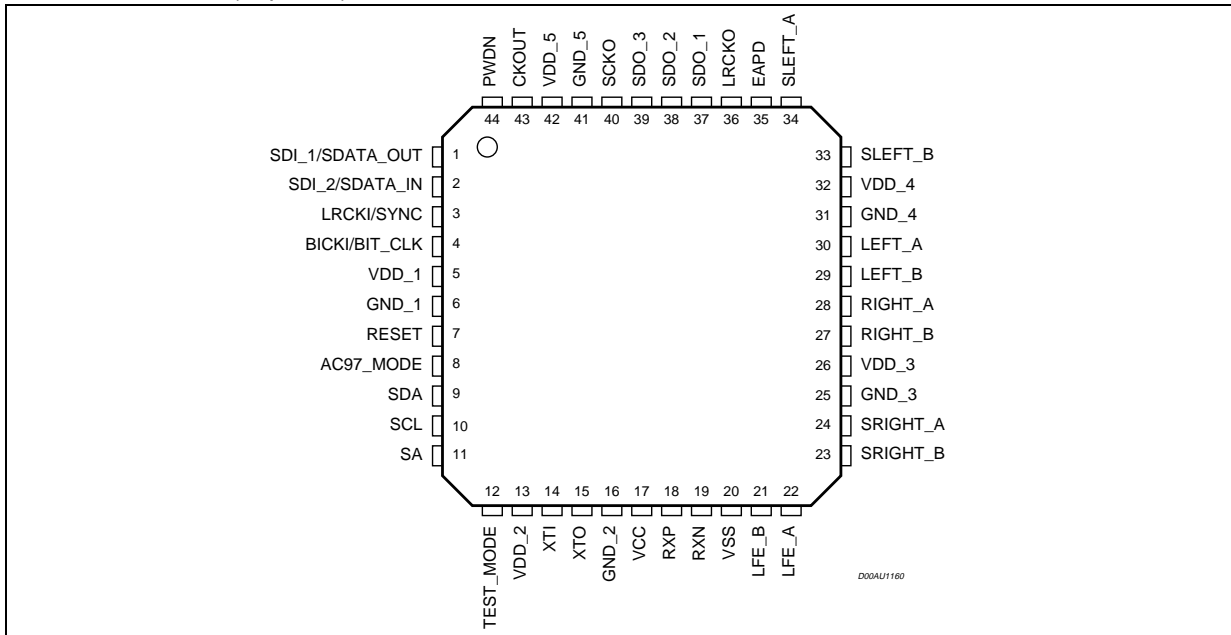 PWDN
CKOUT
VDD_5
GND_5
SCKO
SDO_3
SDO_2
SDO_1
LRCKO
EAPD
SLEFT_A
44 43 42 41 40 39 38 37 36 35 34
SDI_1/SDATA_OUT 1
SDI_2/SDATA_IN 2
LRCKI/SYNC 3
BICKI/BIT_CLK 4
VDD_1 5
GND_1 6
RESET 7
AC97_MODE 8
SDA 9
SCL 10
SA 11
33 SLEFT_B
32 VDD_4
31 GND_4
30 LEFT_A
29 LEFT_B
28 RIGHT_A
27 RIGHT_B
26 VDD_3
25 GND_3
24 SRIGHT_A
23 SRIGHT_B
12 13 14 15 16 17 18 19 20 21 22
TEST_MODE
VDD_2
XTI
XTO
GND_2
VCC
RXP
RXN
VSS
LFE_B
LFE_A
D00AU1160